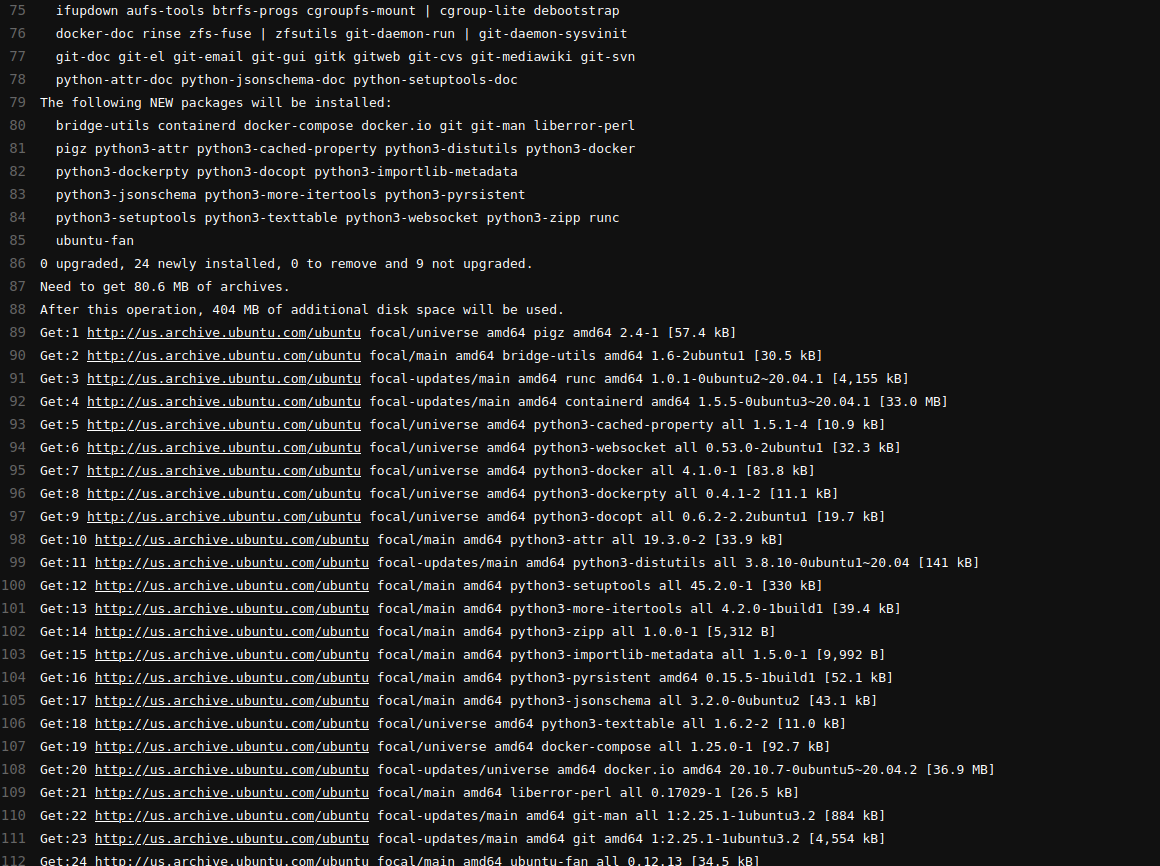 75 ifupdown aufs-tools btrfs-progs cgroupfs-mount | cgroup-lite debootstrap
76 docker-doc rinse zfs-fuse | zfsutils git-daemon-run | git-daemon-sysvinit
77 git-doc git-el git-email git-gui gitk gitweb git-cvs git-mediawiki git-svn
78 python-attr-doc python-jsonschema-doc python-setuptools-doc
79 The following NEW packages will be installed:
80 bridge-utils containerd docker-compose docker.io git git-man liberror-perl
81 pigz python3-attr python3-cached-property python3-distutils python3-docker
82 python3-dockerpty python3-docopt python3-importlib-metadata
83 python3-jsonschema python3-more-itertools python3-pyrsistent
84 python3-setuptools python3-texttable python3-websocket python3-zipp runc
85 ubuntu-fan
86 0 upgraded, 24 newly installed, 0 to remove and 9 not upgraded.
87 Need to get 80.6 MB of archives.
88 After this operation, 404 MB of additional disk space will be used.
89 Get:1 http://us.archive.ubuntu.com/ubuntu focal/universe amd64 pigz amd64 2.4-1 [57.4 kB]
90 Get:2 http://us.archive.ubuntu.com/ubuntu focal/main amd64 bridge-utils amd64 1.6-2ubuntu1 [30.5 kB]
91 Get:3 http://us.archive.ubuntu.com/ubuntu focal-updates/main amd64 runc amd64 1.0.1-0ubuntu2~20.04.1 [4,155 kB]
92 Get:4 http://us.archive.ubuntu.com/ubuntu focal-updates/main amd64 containerd amd64 1.5.5-0ubuntu3~20.04.1 [33.0 MB]
93 Get:5 http://us.archive.ubuntu.com/ubuntu focal/universe amd64 python3-cached-property all 1.5.1-4 [10.9 kB]
94 Get:6 http://us.archive.ubuntu.com/ubuntu focal/universe amd64 python3-websocket all 0.53.0-2ubuntu1 [32.3 kB]
95 Get:7 http://us.archive.ubuntu.com/ubuntu focal/universe amd64 python3-docker all 4.1.0-1 [83.8 kB]
96 Get:8 http://us.archive.ubuntu.com/ubuntu focal/universe amd64 python3-dockerpty all 0.4.1-2 [11.1 kB]
97 Get:9 http://us.archive.ubuntu.com/ubuntu focal/universe amd64 python3-docopt all 0.6.2-2.2ubuntu1 [19.7 kB]
98 Get:10 http://us.archive.ubuntu.com/ubuntu focal/main amd64 python3-attr all 19.3.0-2 [33.9 kB]
99 Get:11 http://us.archive.ubuntu.com/ubuntu focal-updates/main amd64 python3-distutils all 3.8.10-0ubuntu1~20.04 [141 kB]
100 Get:12 http://us.archive.ubuntu.com/ubuntu focal/main amd64 python3-setuptools all 45.2.0-1 [330 kB]
101 Get:13 http://us.archive.ubuntu.com/ubuntu focal/main amd64 python3-more-itertools all 4.2.0-1build1 [39.4 kB]
102 Get:14 http://us.archive.ubuntu.com/ubuntu focal/main amd64 python3-zipp all 1.0.0-1 [5,312 B]
103 Get:15 http://us.archive.ubuntu.com/ubuntu focal/main amd64 python3-importlib-metadata all 1.5.0-1 [9,992 B]
104 Get:16 http://us.archive.ubuntu.com/ubuntu focal/main amd64 python3-pyrsistent amd64 0.15.5-1build1 [52.1 kB]
105 Get:17 http://us.archive.ubuntu.com/ubuntu focal/main amd64 python3-jsonschema all 3.2.0-0ubuntu2 [43.1 kB]
106 Get:18 http://us.archive.ubuntu.com/ubuntu focal/universe amd64 python3-texttable all 1.6.2-2 [11.0 kB]
107 Get:19 http://us.archive.ubuntu.com/ubuntu focal/universe amd64 docker-compose all 1.25.0-1 [92.7 kB]
108 Get:20 http://us.archive.ubuntu.com/ubuntu focal-updates/universe amd64 docker.io amd64 20.10.7-0ubuntu5~20.04.2 [36.9 MB]
109 Get:21 http://us.archive.ubuntu.com/ubuntu focal/main amd64 liberror-perl all 0.17029-1 [26.5 kB]
110 Get:22 http://us.archive.ubuntu.com/ubuntu focal-updates/main amd64 git-man all 1:2.25.1-1ubuntu3.2 [884 kB]
111 Get:23 http://us.archive.ubuntu.com/ubuntu focal-updates/main amd64 git amd64 1:2.25.1-1ubuntu3.2 [4,554 kB]
112 Get:24 http://us.archive.ubuntu.com/ubuntu focal/main amd64 ubuntu-fan all 0.12.13 [34.5 kB]